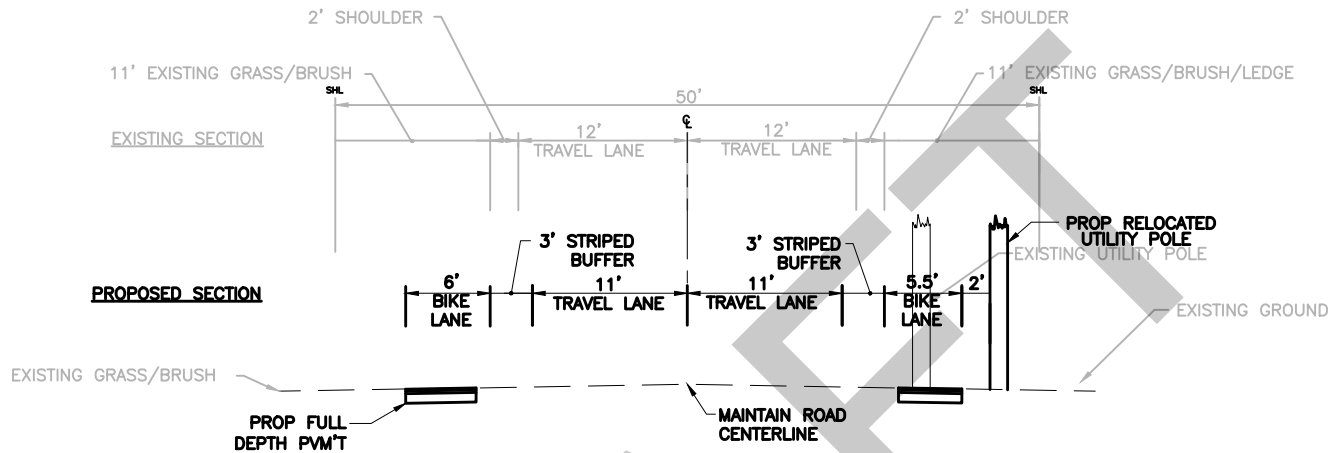 2' SHOULDER
2' SHOULDER
11' EXISTING GRASS/BRUSH
11' EXISTING GRASS/BRUSH/LEDGE
SHL
SHL
50'
℄
EXISTING SECTION
12'
TRAVEL LANE
12'
TRAVEL LANE
PROP RELOCATED
UTILITY POLE
3' STRIPED
BUFFER
3' STRIPED
BUFFER
EXISTING UTILITY POLE
PROPOSED SECTION
6'
BIKE
LANE
11'
TRAVEL LANE
11'
TRAVEL LANE
5.5'
BIKE
LANE
2'
EXISTING GROUND
EXISTING GRASS/BRUSH
PROP FULL
DEPTH PVM'T
MAINTAIN ROAD
CENTERLINE